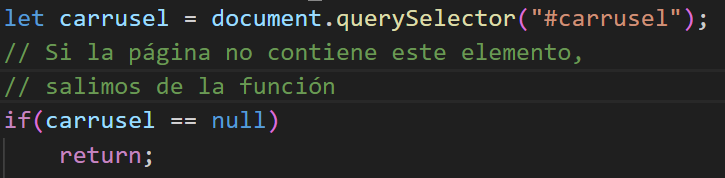 let carrusel = document.querySelector("#carrusel");
// Si la página no contiene este elemento,
// salimos de la función
if(carrusel == null)
    return;